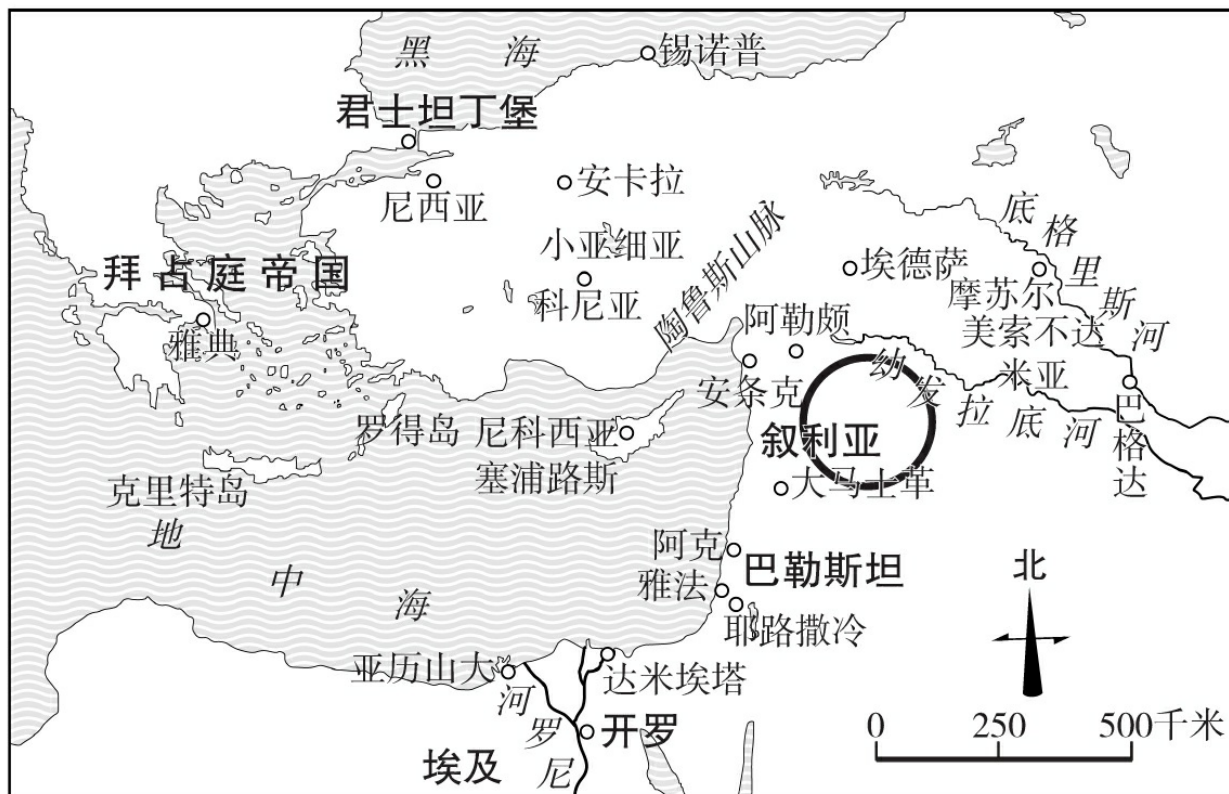 黑海
锡诺普
君士坦丁堡
尼西亚
安卡拉
小亚细亚
科尼亚
陶鲁斯山脉
拜占庭帝国
雅典
埃德萨
底格里斯河
摩苏尔
美索不达
米亚
阿勒颇
安条克
幼发拉底河
巴格达
罗得岛
尼科西亚
塞浦路斯
叙利亚
大马士革
克里特岛
地中海
阿克
巴勒斯坦
雅法
耶路撒冷
北
亚历山大
达米埃塔
河罗尼
开罗
埃及
0 250 500千米